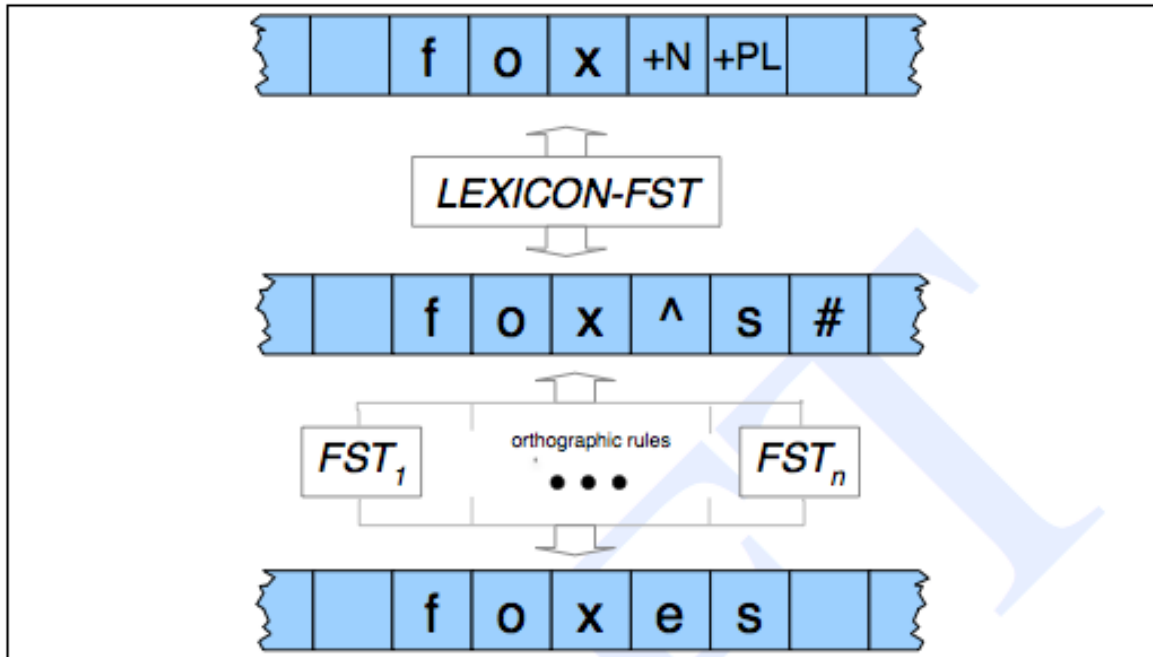 f o x +N +PL
LEXICON-FST
f o x ^ s #
orthographic rules
FST1 ••• FSTn
f o x e s